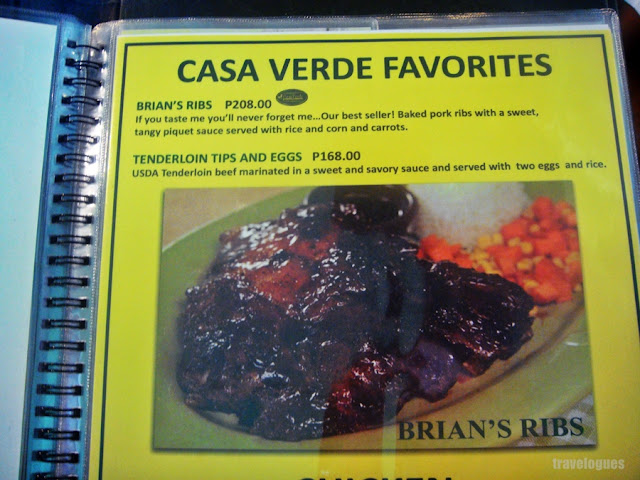 CASA VERDE FAVORITES
BRIAN'S RIBS P208.00
If you taste me you'll never forget me...Our best seller! Baked pork ribs with a sweet,
tangy piquet sauce served with rice and corn and carrots.
TENDERLOIN TIPS AND EGGS P168.00
USDA Tenderloin beef marinated in a sweet and savory sauce and served with two eggs and rice.
BRIAN'S RIBS
CHICKEN
travelogues